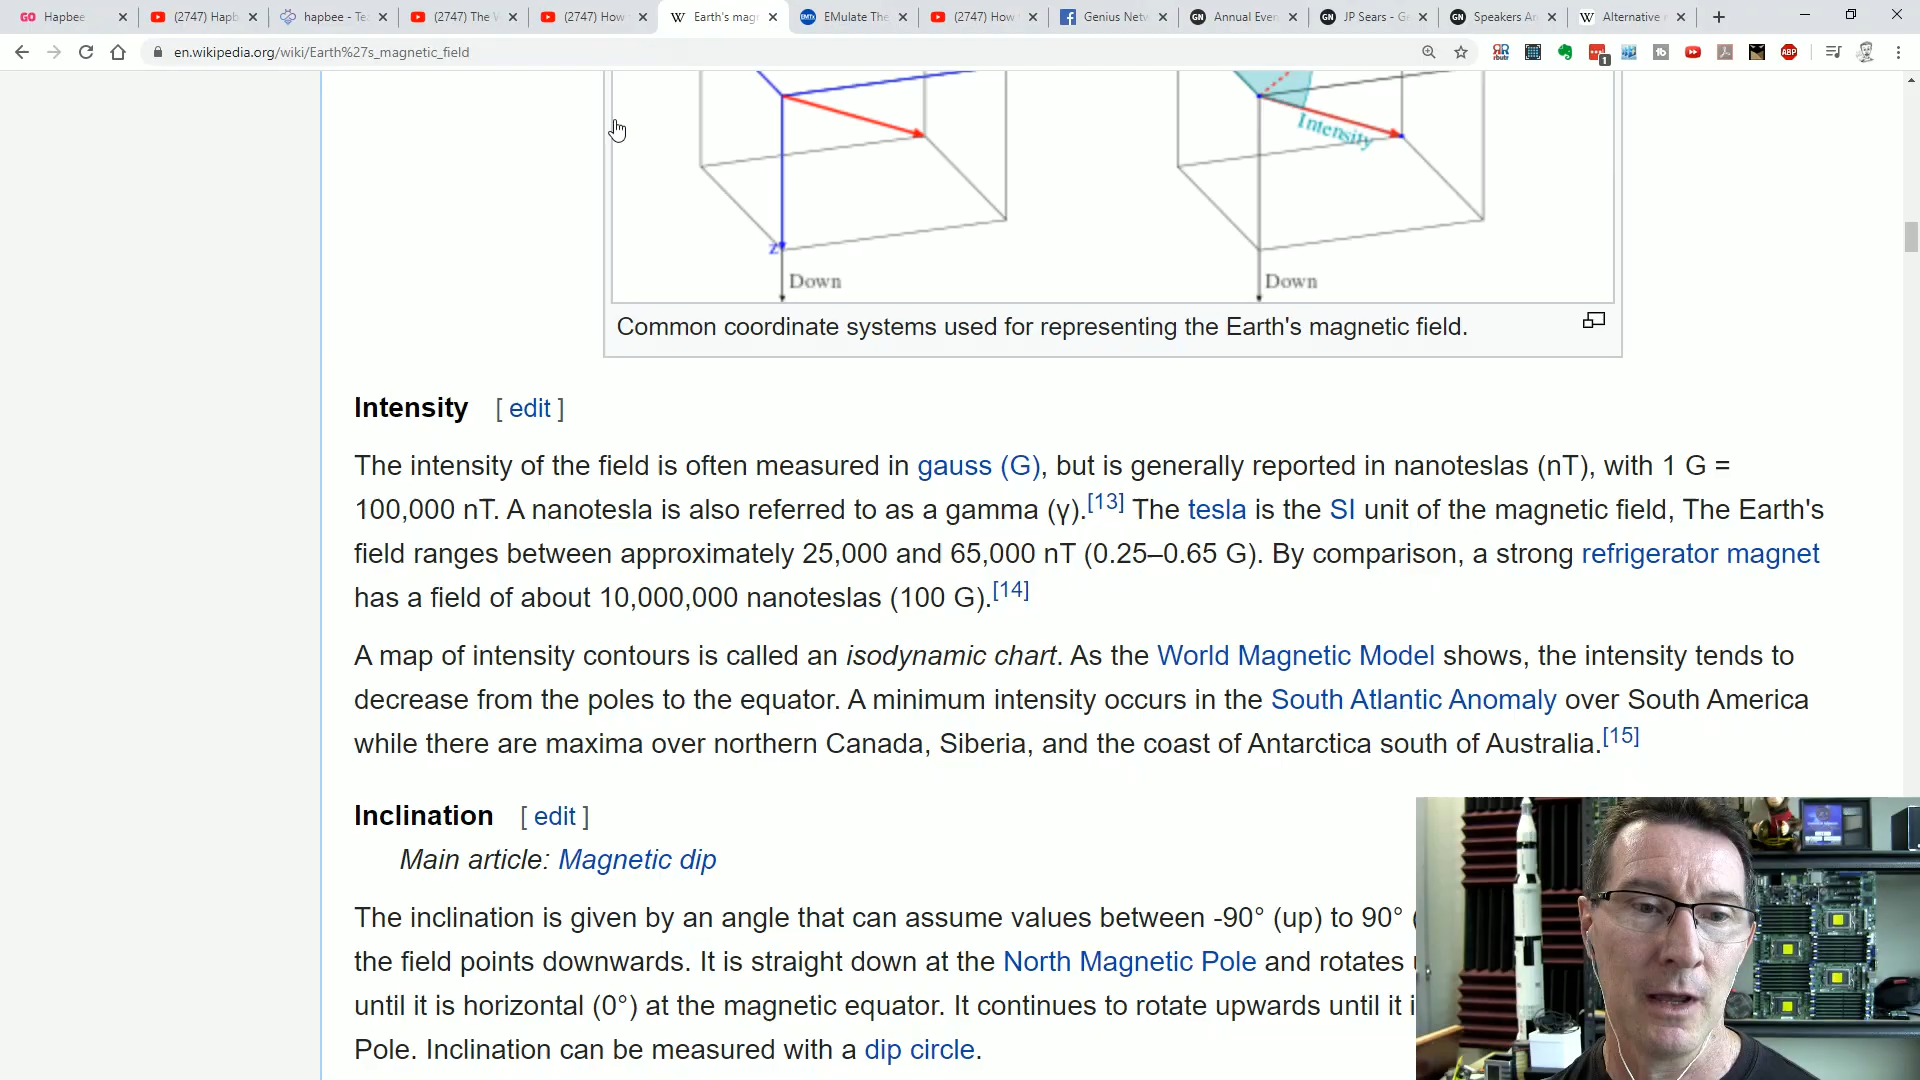 Hapbee
(2747) Hapb
hapbee - Te
(2747) The V
(2747) How
Earth's mag
EMulate The
(2747) How
Genius Netw
Annual Even
JP Sears - Ge
Speakers Ar
Alternative
en.wikipedia.org/wiki/Earth%27s_magnetic_field
Intensity
z
Down
Down
Common coordinate systems used for representing the Earth's magnetic field.
Intensity [ edit ]
The intensity of the field is often measured in gauss (G), but is generally reported in nanoteslas (nT), with 1 G =
100,000 nT. A nanotesla is also referred to as a gamma (γ).[13] The tesla is the SI unit of the magnetic field, The Earth's
field ranges between approximately 25,000 and 65,000 nT (0.25–0.65 G). By comparison, a strong refrigerator magnet
has a field of about 10,000,000 nanoteslas (100 G).[14]
A map of intensity contours is called an isodynamic chart. As the World Magnetic Model shows, the intensity tends to
decrease from the poles to the equator. A minimum intensity occurs in the South Atlantic Anomaly over South America
while there are maxima over northern Canada, Siberia, and the coast of Antarctica south of Australia.[15]
Inclination [ edit ]
Main article: Magnetic dip
The inclination is given by an angle that can assume values between -90° (up) to 90° (
the field points downwards. It is straight down at the North Magnetic Pole and rotates
until it is horizontal (0°) at the magnetic equator. It continues to rotate upwards until it i
Pole. Inclination can be measured with a dip circle.